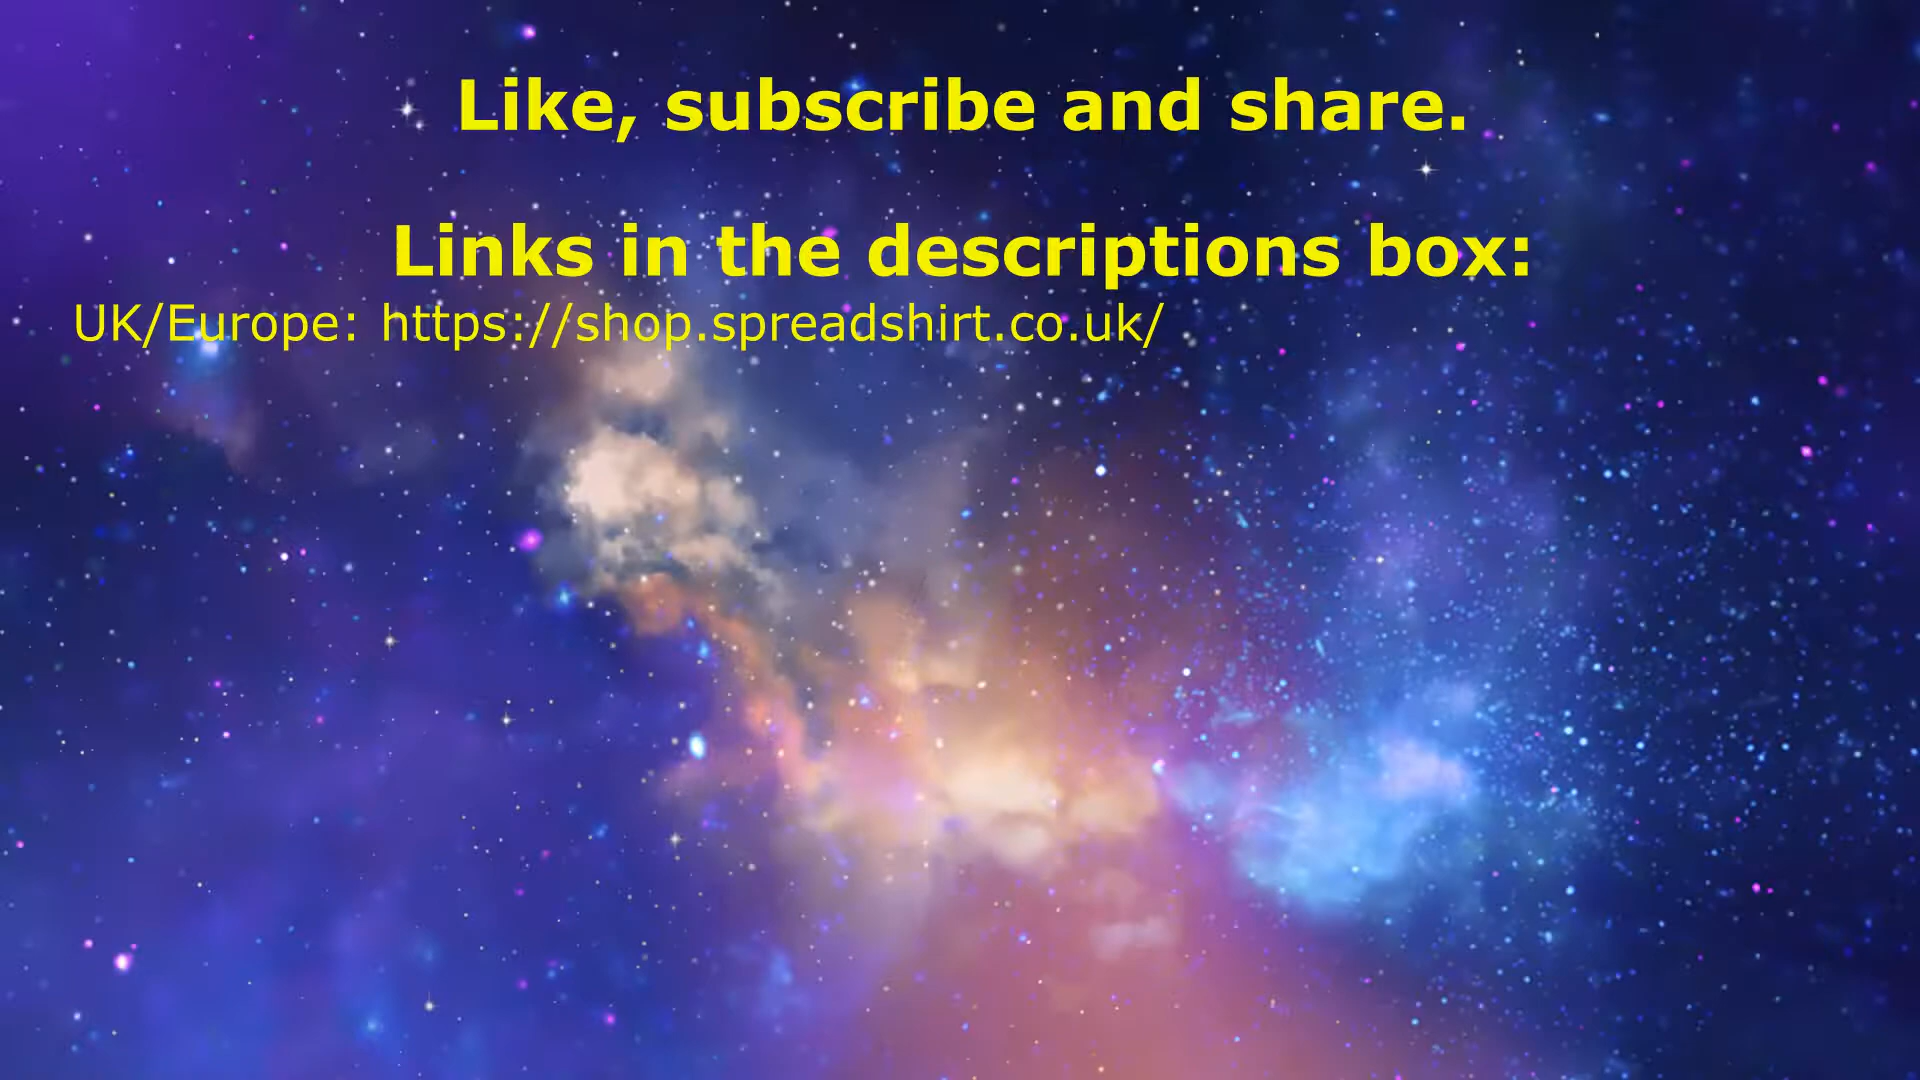 Like, subscribe and share.
Links in the descriptions box:
UK/Europe: https://shop.spreadshirt.co.uk/